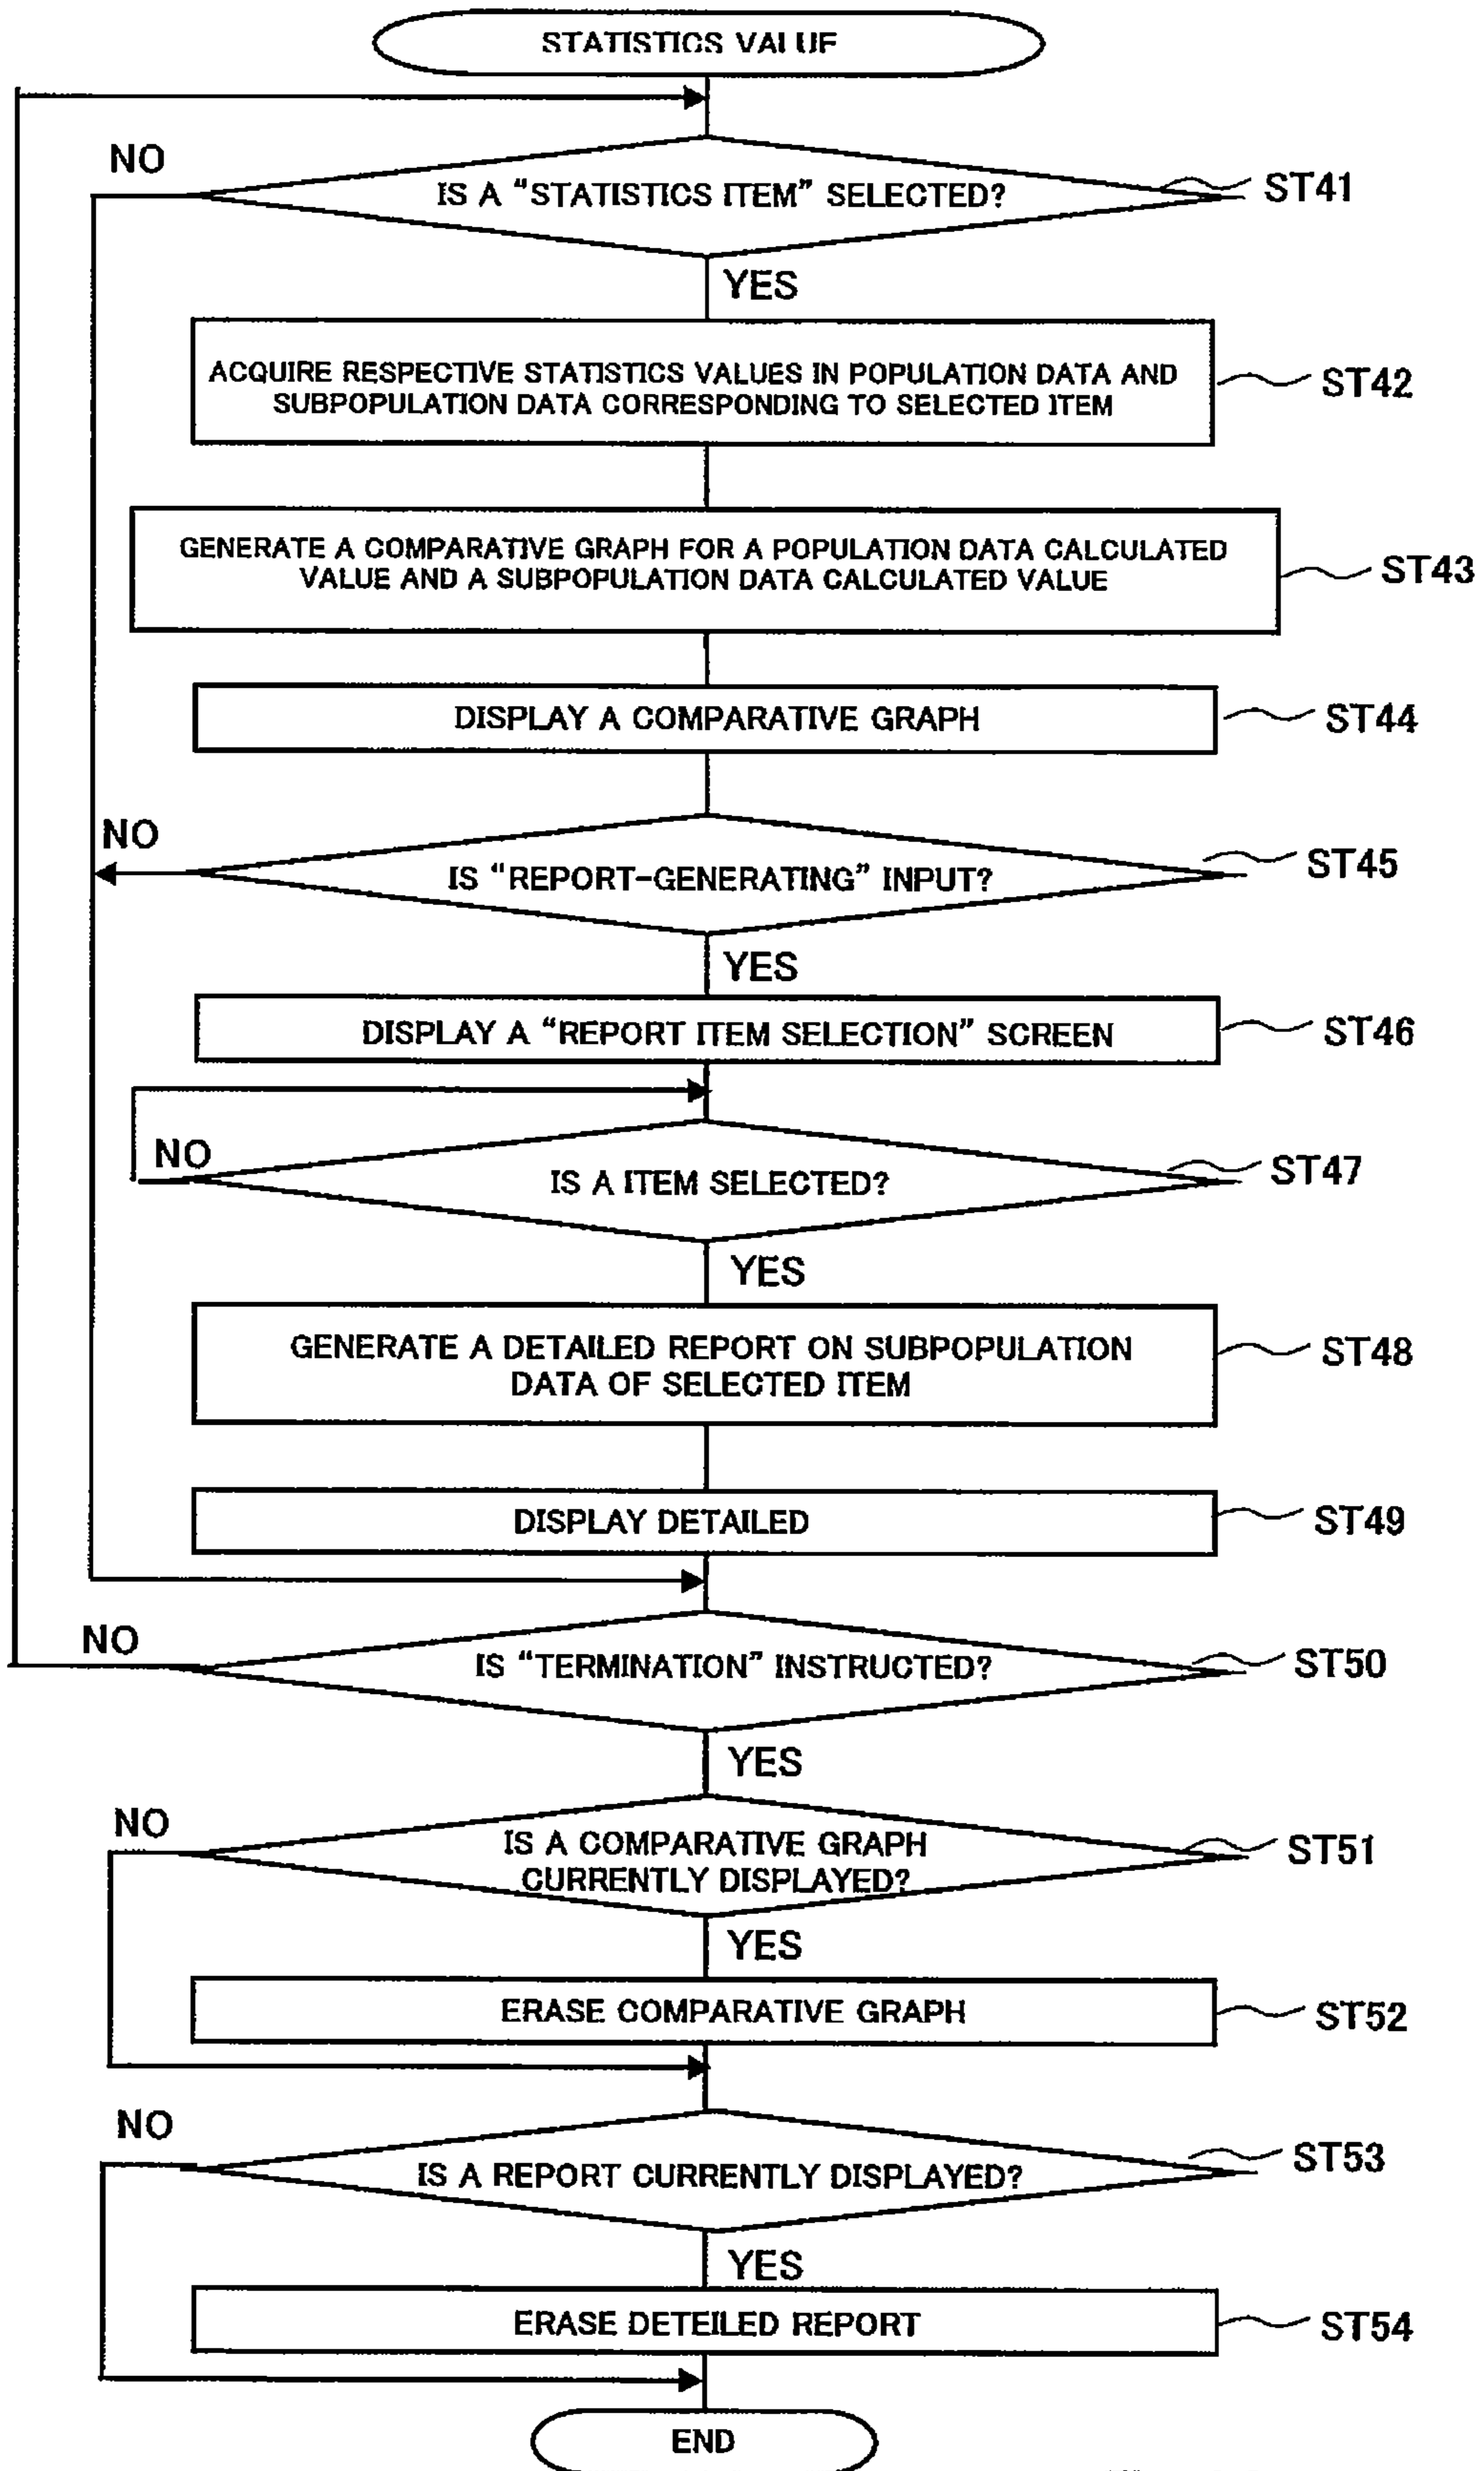 STATISTICS VALUE
NO
IS A “STATISTICS ITEM” SELECTED?
ST41
YES
ACQUIRE RESPECTIVE STATISTICS VALUES IN POPULATION DATA AND
SUBPOPULATION DATA CORRESPONDING TO SELECTED ITEM
ST42
GENERATE A COMPARATIVE GRAPH FOR A POPULATION DATA CALCULATED
VALUE AND A SUBPOPULATION DATA CALCULATED VALUE
ST43
DISPLAY A COMPARATIVE GRAPH
ST44
NO
IS “REPORT-GENERATING” INPUT?
ST45
YES
DISPLAY A “REPORT ITEM SELECTION” SCREEN
ST46
NO
IS A ITEM SELECTED?
ST47
YES
GENERATE A DETAILED REPORT ON SUBPOPULATION
DATA OF SELECTED ITEM
ST48
DISPLAY DETAILED
ST49
NO
IS “TERMINATION” INSTRUCTED?
ST50
YES
NO
IS A COMPARATIVE GRAPH
CURRENTLY DISPLAYED?
ST51
YES
ERASE COMPARATIVE GRAPH
ST52
NO
IS A REPORT CURRENTLY DISPLAYED?
ST53
YES
ERASE DETEILED REPORT
ST54
END